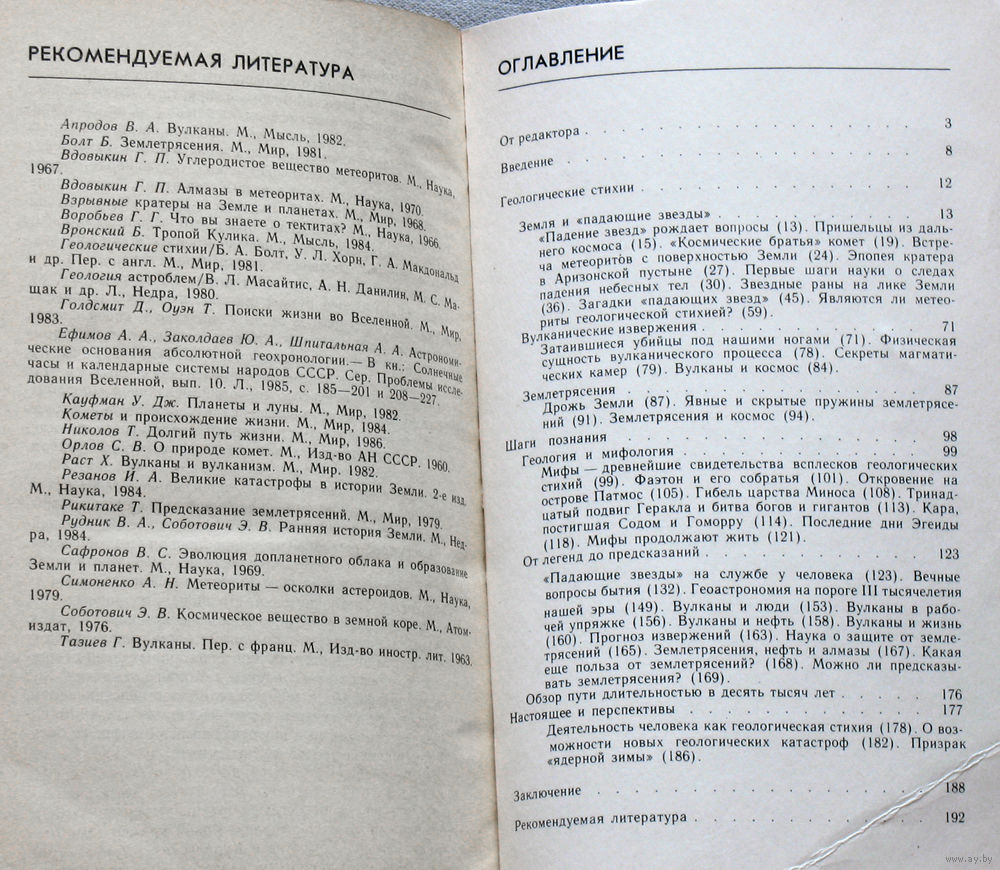 РЕКОМЕНДУЕМАЯ ЛИТЕРАТУРА
Апродов В. А. Вулканы. М., Мысль, 1982.
Болт Б. Землетрясения. М., Мир, 1981.
Вдовыкин Г. П. Углеродистое вещество метеоритов. М., Наука,
1967.
Вдовыкин Г. П. Алмазы в метеоритах. М., Наука, 1970.
Взрывные кратеры на Земле и планетах. М., Мир, 1968.
Воробьев Г. Г. Что вы знаете о тектитах? М., Наука, 1966.
Вронский Б. Тропой Кулика. М., Мысль, 1984.
Геологические стихии/Б. А. Болт, У. Л. Хорн, Г. А. Макдональд
и др. Пер. с англ. М., Мир, 1981.
Геология астроблем/В. Л. Масайтис, А. Н. Данилин, М. С. Ма-
щак и др. Л., Недра, 1980.
Голдсмит Д., Оуэн Т. Поиски жизни во Вселенной. М., Мир,
1983.
Ефимов А. А., Заколдаев Ю. А., Шпитальная А. А. Астрономи-
ческие основания абсолютной геохронологии.— В кн.: Солнечные
часы и календарные системы народов СССР. Сер. Проблемы иссле-
дования Вселенной, вып. 10. Л., 1985, с. 185—201 и 208—227.
Кауфман У. Дж. Планеты и луны. М., Мир, 1982.
Кометы и происхождение жизни. М., Мир, 1984.
Николов Т. Долгий путь жизни. М., Мир, 1986.
Орлов С. В. О природе комет. М., Изд-во АН СССР. 1960.
Раст Х. Вулканы и вулканизм. М., Мир. 1982.
Резанов И. А. Великие катастрофы в истории Земли. 2-е изд.
М., Наука, 1984.
Рикитаке Т. Предсказание землетрясений. М., Мир, 1979.
Рудник В. А., Соботович Э. В. Ранняя история Земли. М., Нед-
ра, 1984.
Сафронов В. С. Эволюция допланетного облака и образование
Земли и планет. М., Наука, 1969.
Симоненко А. Н. Метеориты — осколки астероидов. М., Наука,
1979.
Соботович Э. В. Космическое вещество в земной коре. М., Атом-
издат, 1976.
Тазиев Г. Вулканы. Пер. с франц. М., Изд-во иностр. лит. 1963.
ОГЛАВЛЕНИЕ
От редактора . . . . . . . . . . . . 3
Введение . . . . . . . . . . . . 8
Геологические стихии . . . . . . . . . . . . 12
Земля и «падающие звезды» . . . . . . . . . 13
«Падение звезд» рождает вопросы (13). Пришельцы из даль-
него космоса (15). «Космические братья» комет (19). Встре-
ча метеоритов с поверхностью Земли (24). Эпопея кратера
в Аризонской пустыне (27). Первые шаги науки о следах
падения небесных тел (30). Звездные раны на лике Земли
(36). Загадки «падающих звезд» (45). Являются ли метео-
риты геологической стихией? (59).
Вулканические извержения . . . . . . . . . 71
Затаившиеся убийцы под нашими ногами (71). Физическая
сущность вулканического процесса (78). Секреты магмати-
ческих камер (79). Вулканы и космос (84).
Землетрясения . . . . . . . . . . . . 87
Дрожь Земли (87). Явные и скрытые пружины землетрясе-
ний (91). Землетрясения и космос (94).
Шаги познания . . . . . . . . . . . . 98
Геология и мифология . . . . . . . . . . 99
Мифы — древнейшие свидетельства всплесков геологических
стихий (99). Фаэтон и его собратья (101). Откровение на
острове Патмос (105). Гибель царства Миноса (108). Тринад-
цатый подвиг Геракла и битва богов и гигантов (113). Кара,
постигшая Содом и Гоморру (114). Последние дни Эгеиды
(118). Мифы продолжают жить (121).
От легенд до предсказаний . . . . . . . . . 123
«Падающие звезды» на службе у человека (123). Вечные
вопросы бытия (132). Геоастрономия на пороге III тысячелетия
нашей эры (149). Вулканы и люди (153). Вулканы в рабо-
чей упряжке (156). Вулканы и нефть (158). Вулканы и жизнь
(160). Прогноз извержений (163). Наука о защите от земле-
трясений (165). Землетрясения, нефть и алмазы (167). Какая
еще польза от землетрясений? (168). Можно ли предсказы-
вать землетрясения? (169).
Обзор пути длительностью в десять тысяч лет . . . . . 176
Настоящее и перспективы . . . . . . . . . . 177
Деятельность человека как геологическая стихия (178). О воз-
можности новых геологических катастроф (182). Призрак
«ядерной зимы» (186).
Заключение . . . . . . . . . . . . 188
Рекомендуемая литература . . . . . . . . . . 192
www.ay.by